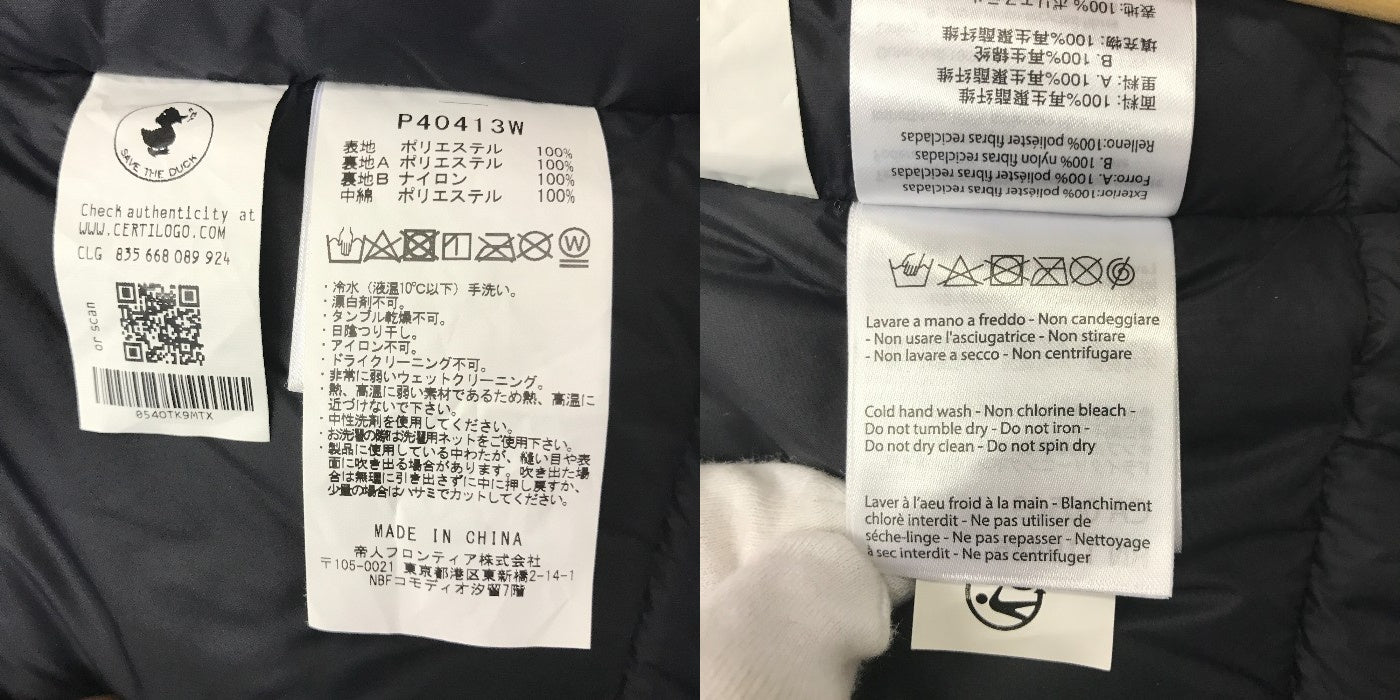 SAVE THE DUCK
Check authenticity at
WWW.CERTILOGO.COM
CLG 835 668 089 924
or scan
0540TK9MTX
P40413W
表地 ポリエステル 100%
裏地A ポリエステル 100%
裏地B ナイロン 100%
中綿 ポリエステル 100%
W
・冷水（液温10℃以下）手洗い。
・漂白剤不可。
・タンブル乾燥不可。
・日陰つり干し。
・アイロン不可。
・ドライクリーニング不可。
・非常に弱いウェットクリーニング。
・熱、高温に弱い素材であるため熱、高温に
近づけないで下さい。
・中性洗剤を使用してください。
・お洗濯の際は洗濯用ネットをご使用下さい。
・製品に使用している中わたが、縫い目や表
面に吹き出る場合があります。吹き出た場
合は無理に引き出さずに中に押し戻すか、
少量の場合はハサミでカットしてください。
MADE IN CHINA
帝人フロンティア株式会社
〒105-0021 東京都港区東新橋2-14-1
NBFコモディオ汐留7階
Exterior:100% poliéster fibras recicladas
Forro:A. 100% poliéster fibras recicladas
B. 100% nylon fibras recicladas
Relleno:100% poliéster fibras recicladas
面料: 100%再生聚酯纤维
里料: A. 100%再生聚酯纤维
B. 100%再生锦纶
填充物: 100%再生聚酯纤维
表地: 100% ポリエステル
Lavare a mano a freddo - Non candeggiare
- Non usare l'asciugatrice - Non stirare
- Non lavare a secco - Non centrifugare
Cold hand wash - Non chlorine bleach -
Do not tumble dry - Do not iron -
Do not dry clean - Do not spin dry
Laver à l'aeu froid à la main - Blanchiment
chlorè interdit - Ne pas utiliser de
séche-linge - Ne pas repasser - Nettoyage
à sec interdit - Ne pas centrifuger